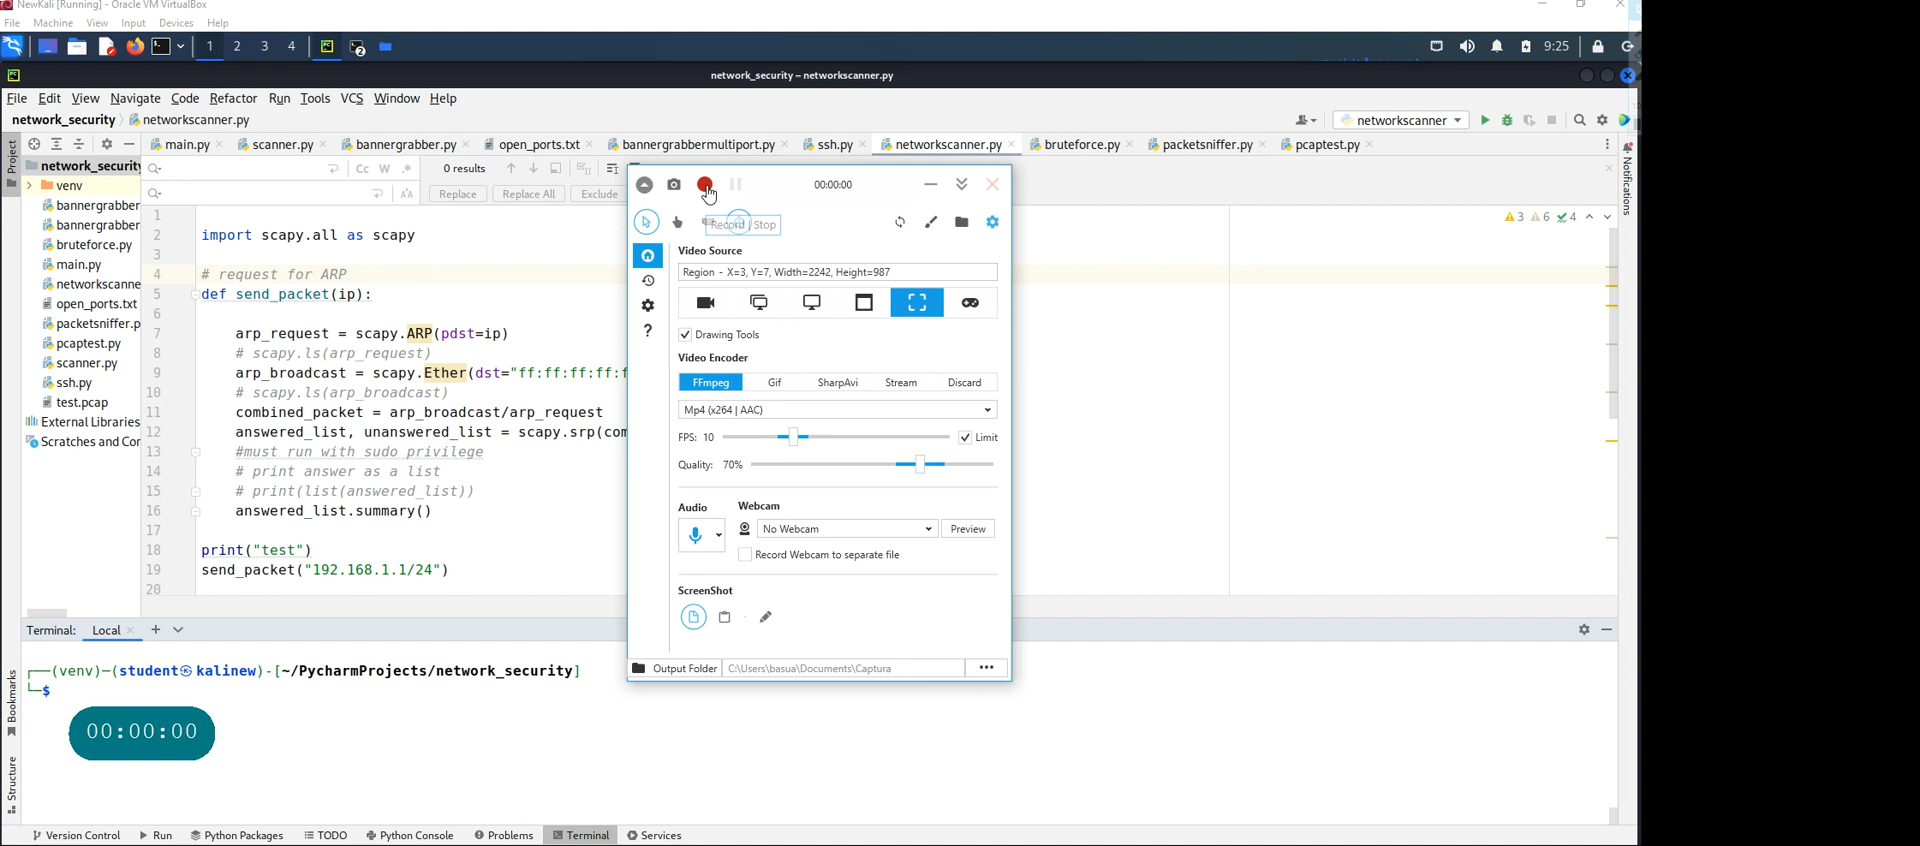 NewKali [Running] - Oracle VM VirtualBox
File Machine View Input Devices Help
1 2 3 4 9:25
network_security – networkscanner.py
File Edit View Navigate Code Refactor Run Tools VCS Window Help
network_security networkscanner.py networkscanner
main.py scanner.py bannergrabber.py open_ports.txt bannergrabbermultiport.py ssh.py networkscanner.py bruteforce.py packetsniffer.py pcaptest.py
Project
network_security
venv
bannergrabber
bannergrabber
bruteforce.py
main.py
networkscanne
open_ports.txt
packetsniffer.p
pcaptest.py
scanner.py
ssh.py
test.pcap
External Libraries
Scratches and Cor
Cc W .* 0 results
Replace Replace All Exclude
3 6 4
Notifications
1
2 import scapy.all as scapy
3
4 # request for ARP
5 def send_packet(ip):
6
7 arp_request = scapy.ARP(pdst=ip)
8 # scapy.ls(arp_request)
9 arp_broadcast = scapy.Ether(dst="ff:ff:ff:ff:f
10 # scapy.ls(arp_broadcast)
11 combined_packet = arp_broadcast/arp_request
12 answered_list, unanswered_list = scapy.srp(com
13 #must run with sudo privilege
14 # print answer as a list
15 # print(list(answered_list))
16 answered_list.summary()
17
18 print("test")
19 send_packet("192.168.1.1/24")
20
00:00:00
Record | Stop
Video Source
Region - X=3, Y=7, Width=2242, Height=987
Drawing Tools
Video Encoder
FFmpeg Gif SharpAvi Stream Discard
Mp4 (x264 | AAC)
FPS: 10 Limit
Quality: 70%
Audio Webcam
No Webcam Preview
Record Webcam to separate file
ScreenShot
Output Folder C:\Users\basua\Documents\Captura •••
Terminal: Local
(venv)-(student㉿kalinew)-[~/PycharmProjects/network_security]
$
00:00:00
Bookmarks
Structure
Version Control Run Python Packages TODO Python Console Problems Terminal Services